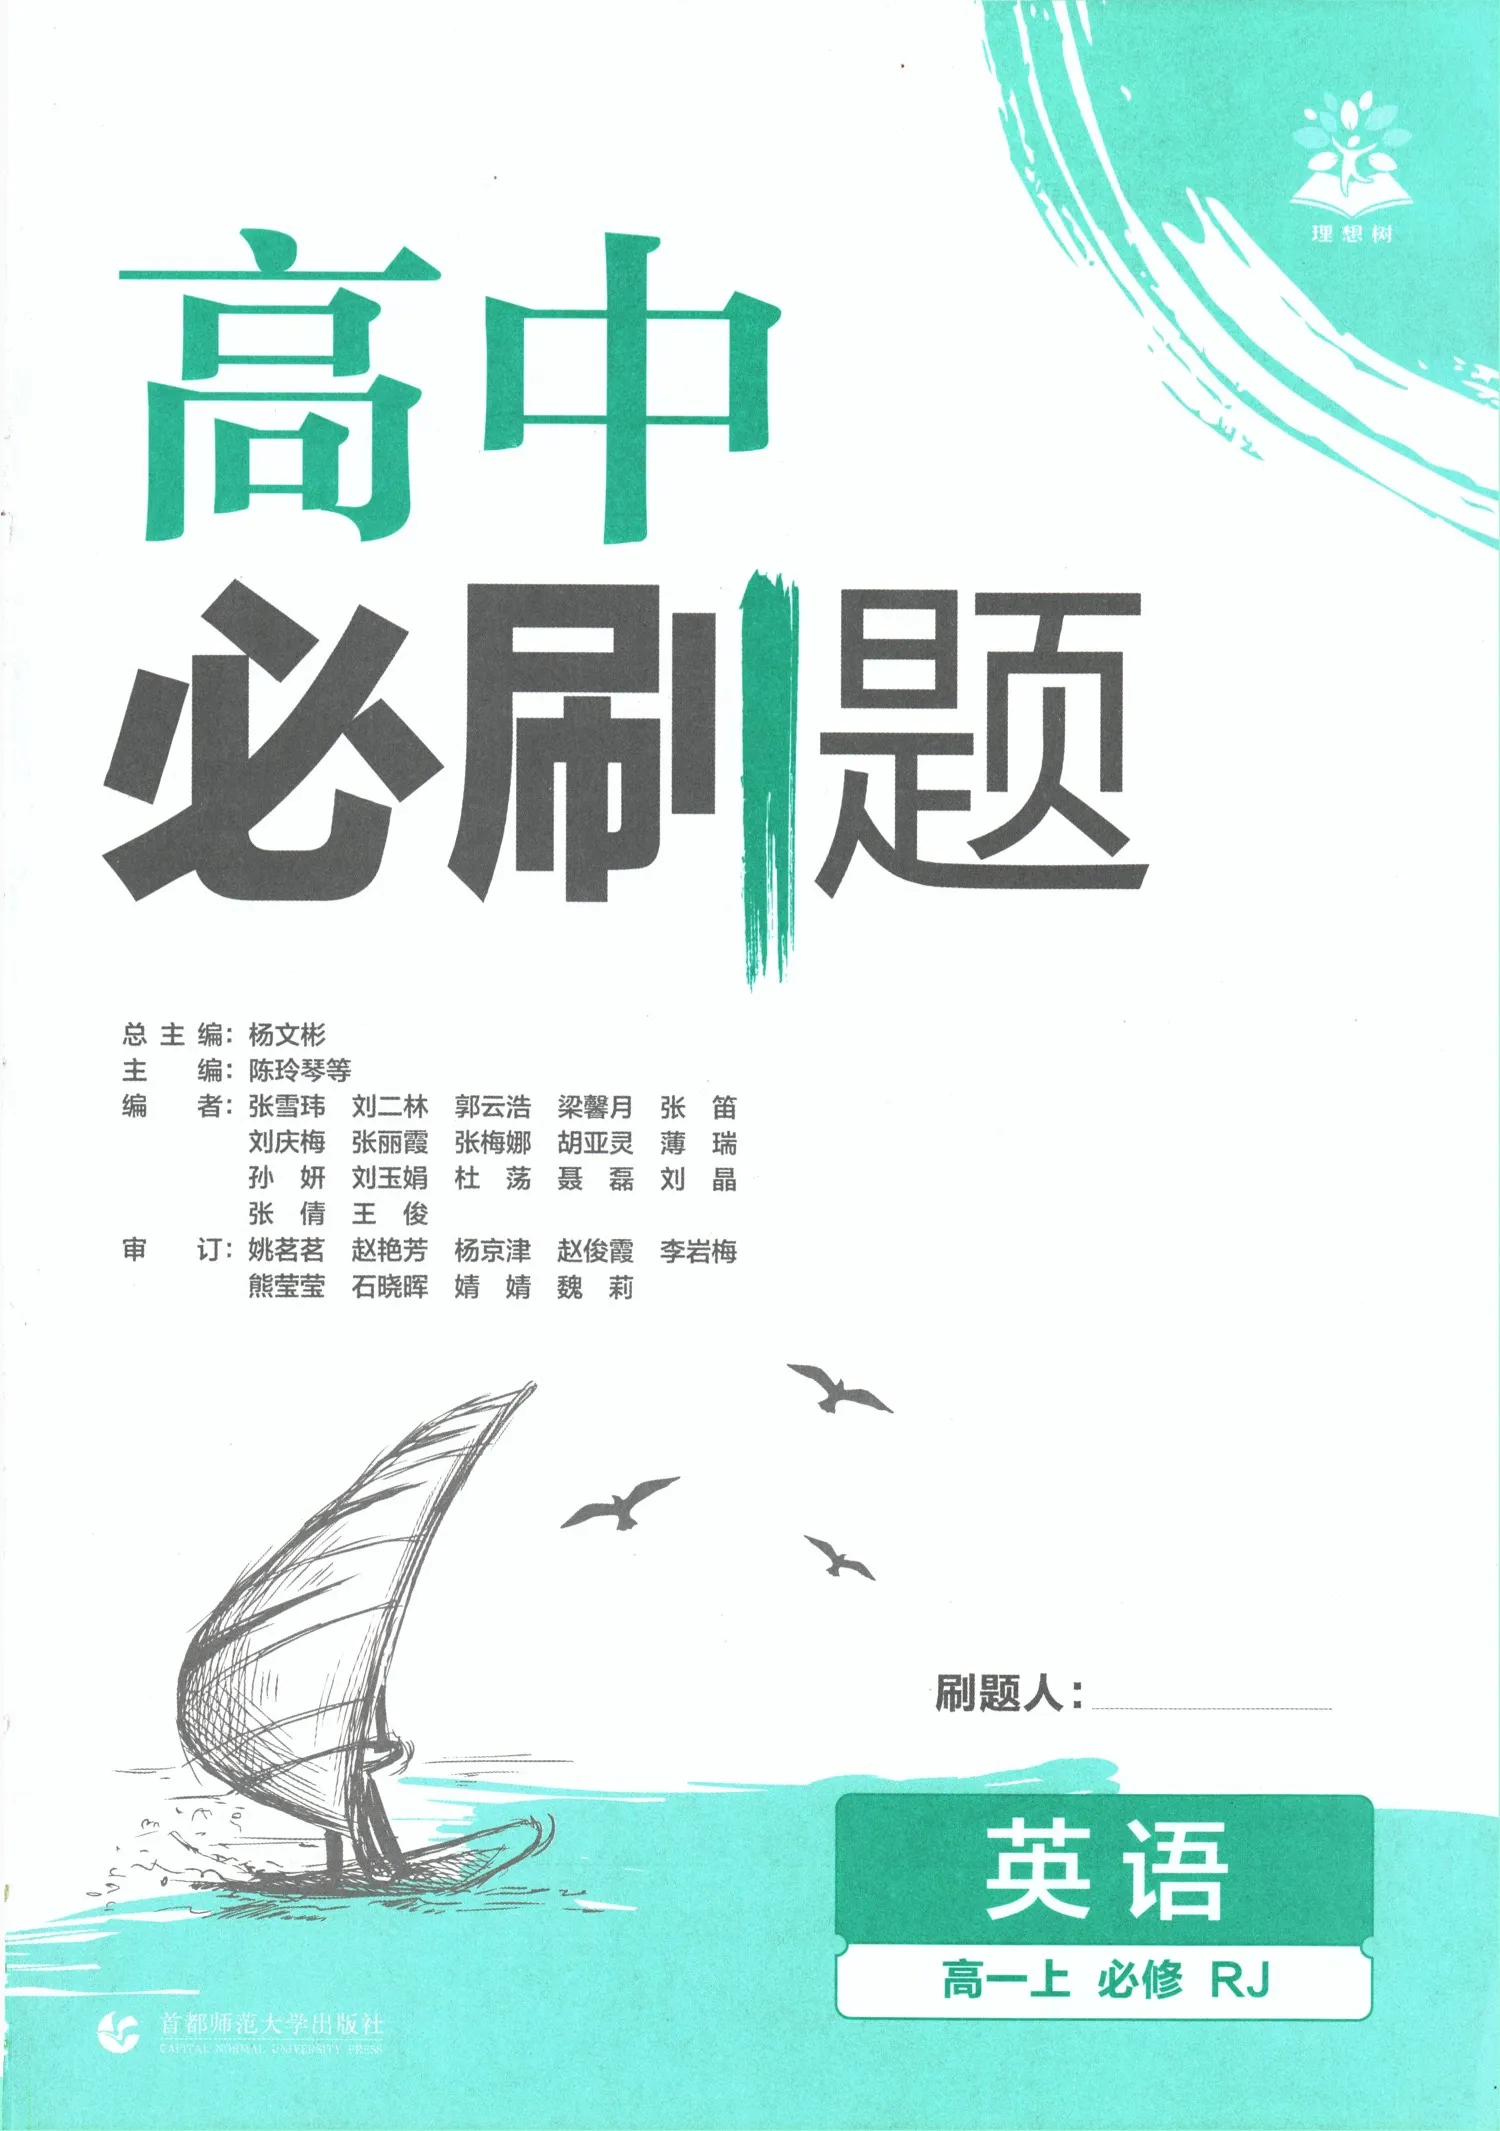 理想树
高中
必刷题
总主编：杨文彬
主编：陈玲琴等
编者：张雪玮 刘二林 郭云浩 梁馨月 张笛
刘庆梅 张丽霞 张梅娜 胡亚灵 薄瑞
孙妍 刘玉娟 杜荡 聂磊 刘晶
张倩 王俊
审订：姚茗茗 赵艳芳 杨京津 赵俊霞 李岩梅
熊莹莹 石晓晖 婧婧 魏莉
刷题人：
英语
高一上 必修 RJ
首都师范大学出版社
CAPITAL NORMAL UNIVERSITY PRESS